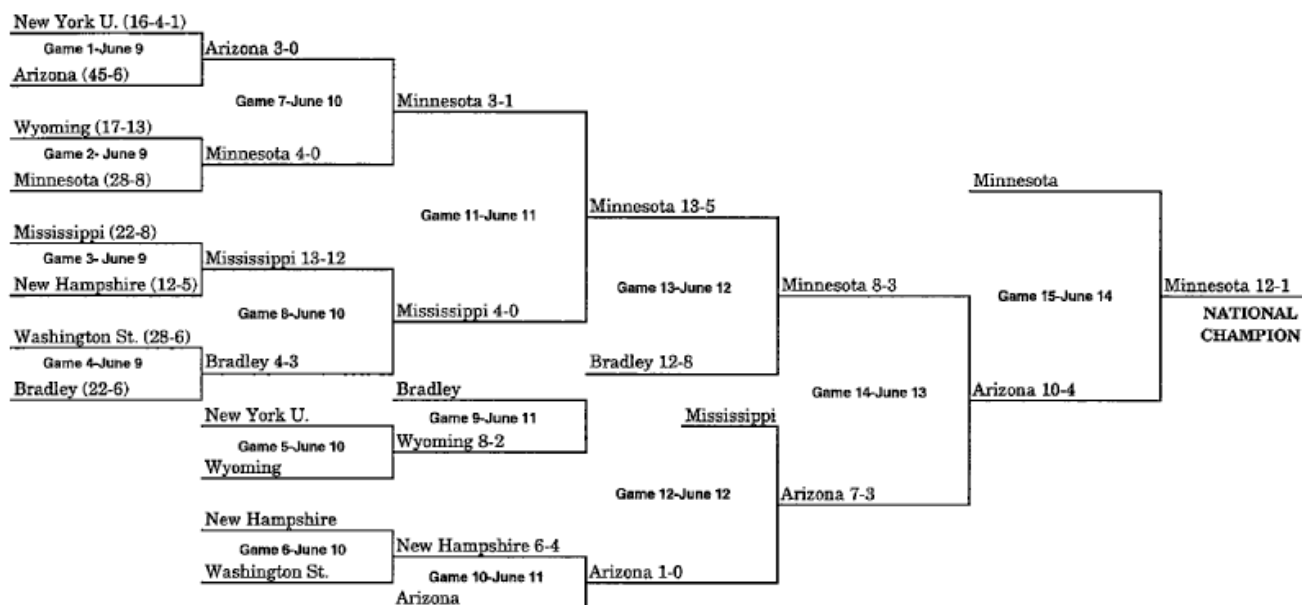 New York U. (16-4-1)
Game 1-June 9
Arizona (45-6)
Arizona 3-0
Game 7-June 10
Minnesota 3-1
Wyoming (17-13)
Game 2- June 9
Minnesota (28-8)
Minnesota 4-0
Game 11-June 11
Minnesota 13-5
Mississippi (22-8)
Game 3- June 9
New Hampshire (12-5)
Mississippi 13-12
Game 8-June 10
Mississippi 4-0
Washington St. (28-6)
Game 4-June 9
Bradley (22-6)
Bradley 4-3
Game 13-June 12
Minnesota 8-3
Bradley 12-8
Bradley
Game 9-June 11
Wyoming 8-2
New York U.
Game 5-June 10
Wyoming
Mississippi
Game 12-June 12
Arizona 7-3
New Hampshire
Game 6-June 10
Washington St.
New Hampshire 6-4
Game 10-June 11
Arizona
Arizona 1-0
Game 14-June 13
Arizona 10-4
Minnesota
Game 15-June 14
Minnesota 12-1
NATIONAL
CHAMPION